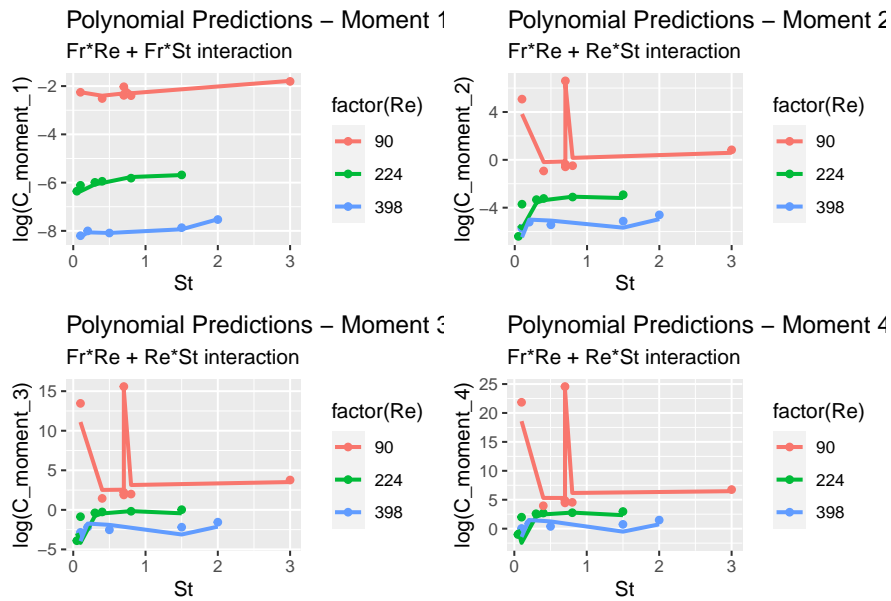 Polynomial Predictions − Moment 1
Fr*Re + Fr*St interaction
log(C_moment_1)
−2
−4
−6
−8
0
1
2
3
St
factor(Re)
90
224
398
Polynomial Predictions − Moment 2
Fr*Re + Re*St interaction
log(C_moment_2)
4
0
−4
0
1
2
3
St
factor(Re)
90
224
398
Polynomial Predictions − Moment 3
Fr*Re + Re*St interaction
log(C_moment_3)
15
10
5
0
−5
0
1
2
3
St
factor(Re)
90
224
398
Polynomial Predictions − Moment 4
Fr*Re + Re*St interaction
log(C_moment_4)
25
20
15
10
5
0
0
1
2
3
St
factor(Re)
90
224
398